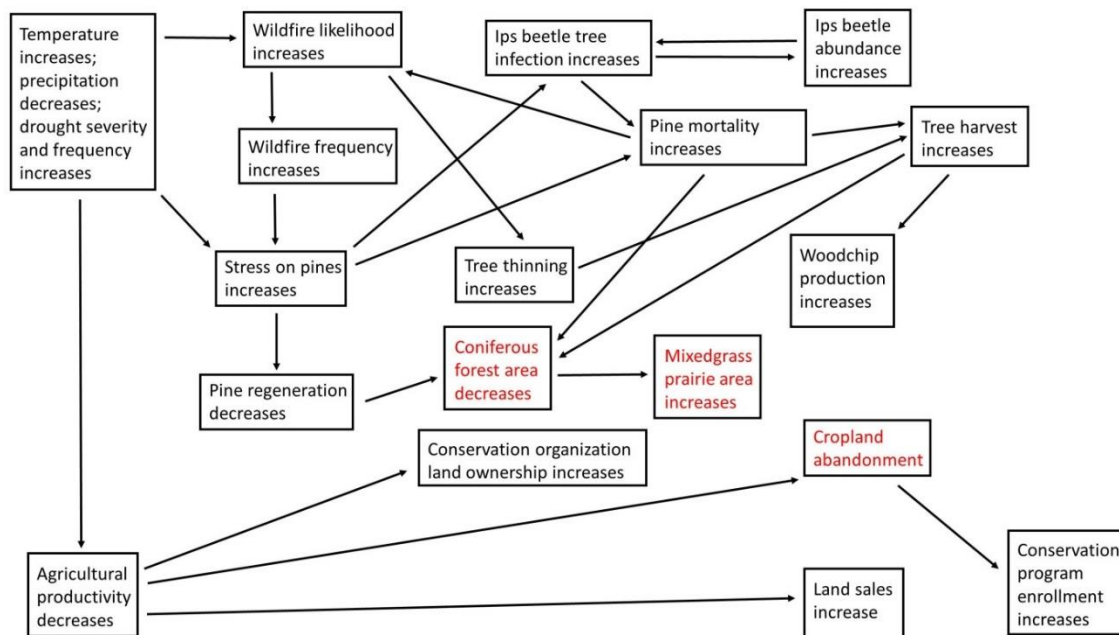 Temperature
increases;
precipitation
decreases;
drought severity
and frequency
increases
Wildfire likelihood
increases
Ips beetle tree
infection increases
Ips beetle
abundance
increases
Wildfire frequency
increases
Pine mortality
increases
Tree harvest
increases
Stress on pines
increases
Tree thinning
increases
Woodchip
production
increases
Pine regeneration
decreases
Coniferous
forest area
decreases
Mixedgrass
prairie area
increases
Conservation organization
land ownership increases
Cropland
abandonment
Agricultural
productivity
decreases
Land sales
increase
Conservation
program
enrollment
increases